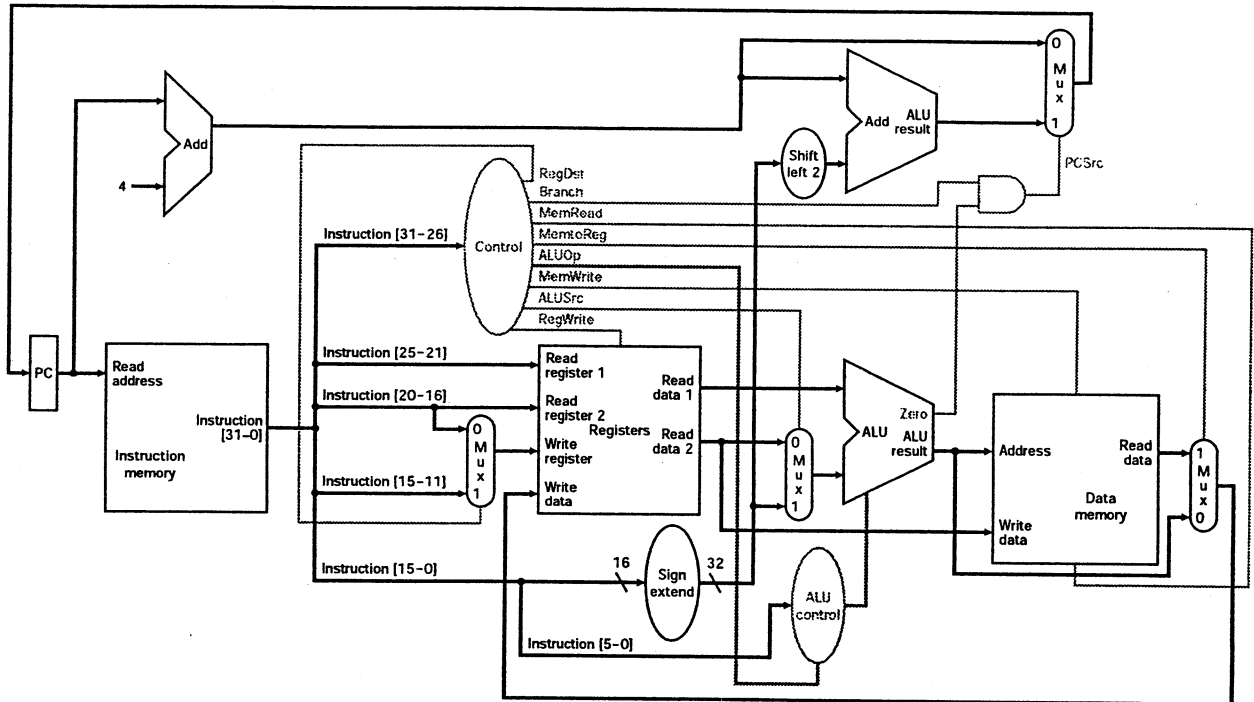 0
M
u
x
1
Add
ALU
result
Add
4
Shift
left 2
PCSrc
RegDst
Branch
MemRead
MemtoReg
ALUOp
MemWrite
ALUSrc
RegWrite
Control
Instruction [31–26]
PC
Read
address
Instruction
[31–0]
Instruction
memory
Instruction [25–21]
Instruction [20–16]
Instruction [15–11]
Instruction [15–0]
Instruction [5–0]
0
M
u
x
1
Read
register 1
Read
register 2
Write
register
Write
data
Registers
Read
data 1
Read
data 2
0
M
u
x
1
Zero
ALU
ALU
result
Address
Write
data
Read
data
Data
memory
1
M
u
x
0
16
Sign
extend
32
ALU
control